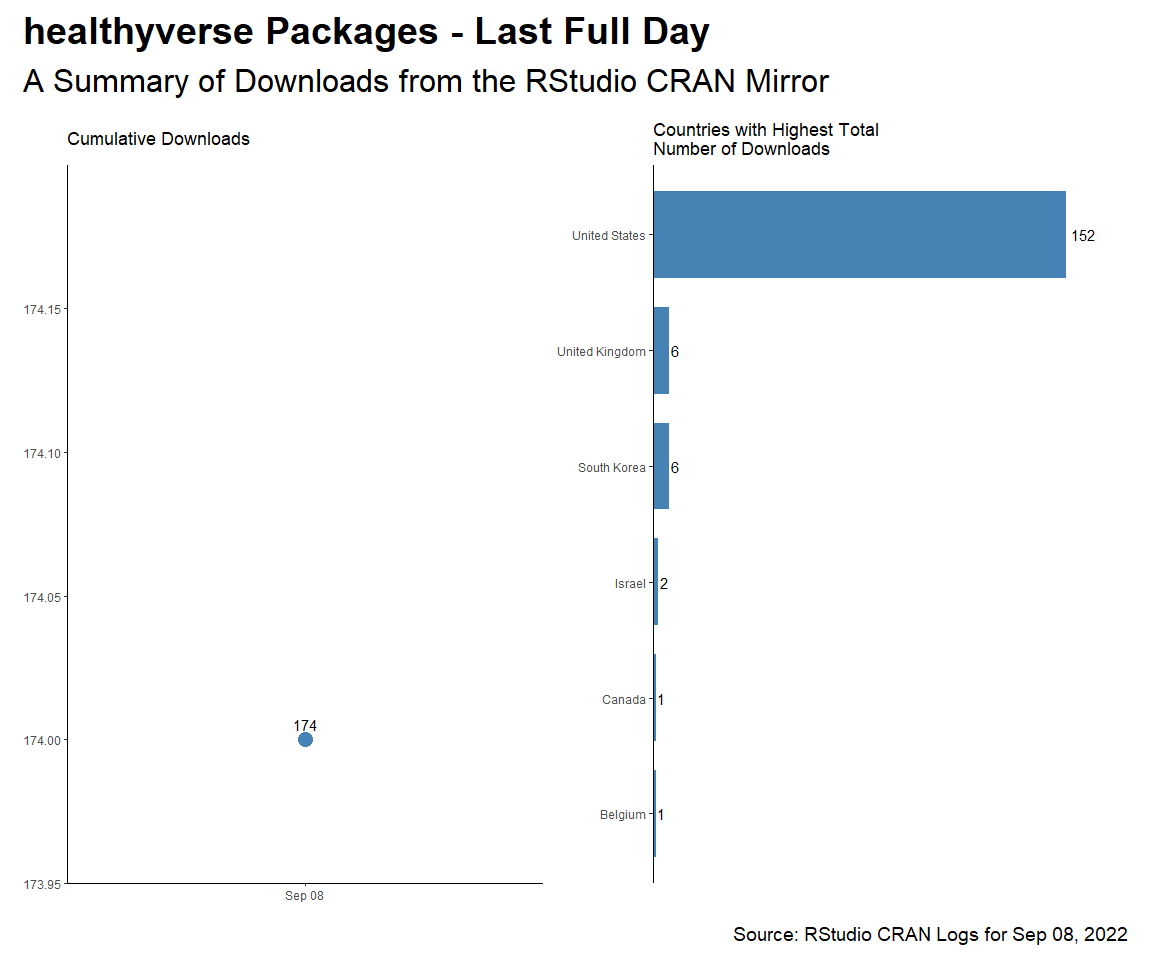 healthyverse Packages - Last Full Day
A Summary of Downloads from the RStudio CRAN Mirror
Cumulative Downloads
174.15
174.10
174.05
174.00
173.95
174
Sep 08
Countries with Highest Total
Number of Downloads
United States
152
United Kingdom
6
South Korea
6
Israel
2
Canada
1
Belgium
1
Source: RStudio CRAN Logs for Sep 08, 2022